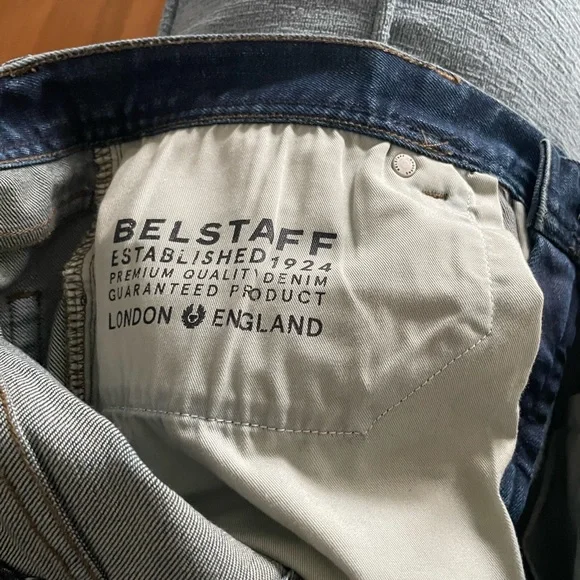 BELSTAFF
ESTABLISHED 1924
PREMIUM QUALITY DENIM
GUARANTEED PRODUCT
LONDON ENGLAND